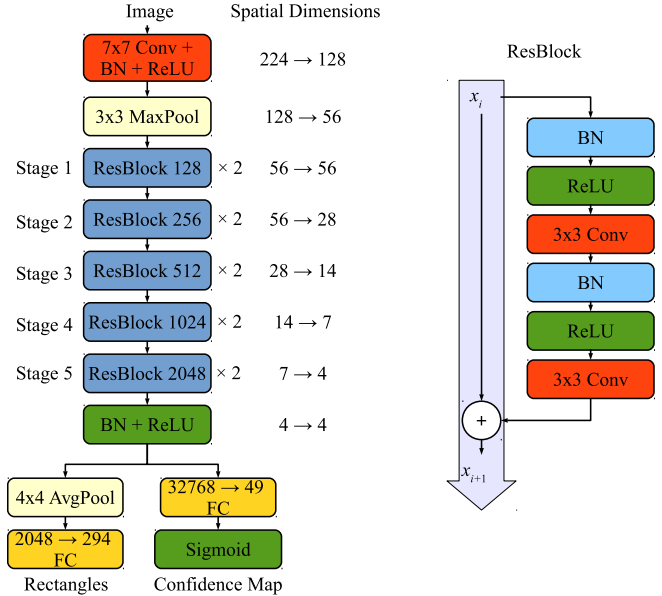 Image
Spatial Dimensions
7x7 Conv +
BN + ReLU
224 → 128
3x3 MaxPool
128 → 56
Stage 1
ResBlock 128
× 2
56 → 56
Stage 2
ResBlock 256
× 2
56 → 28
Stage 3
ResBlock 512
× 2
28 → 14
Stage 4
ResBlock 1024
× 2
14 → 7
Stage 5
ResBlock 2048
× 2
7 → 4
BN + ReLU
4 → 4
4x4 AvgPool
32768 → 49
FC
2048 → 294
FC
Sigmoid
Rectangles
Confidence Map
ResBlock
xᵢ
BN
ReLU
3x3 Conv
BN
ReLU
3x3 Conv
+
xᵢ₊₁